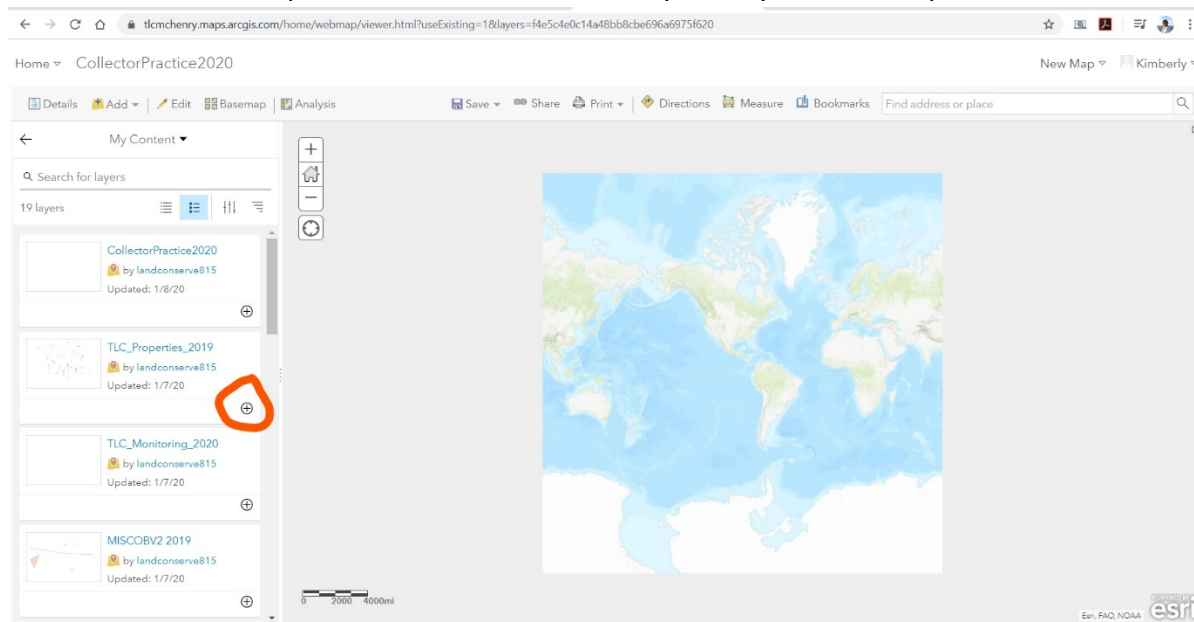 tlcmchenry.maps.arcgis.com/home/webmap/viewer.html?useExisting=1&layers=f4e5c4e0c14a48bb8cbe696a6975f620
Home CollectorPractice2020 New Map Kimberly
Details Add Edit Basemap Analysis Save Share Print Directions Measure Bookmarks Find address or place
My Content
Search for layers
19 layers
CollectorPractice2020
by landconserve815
Updated: 1/8/20
TLC_Properties_2019
by landconserve815
Updated: 1/7/20
TLC_Monitoring_2020
by landconserve815
Updated: 1/7/20
MISCOBV2 2019
by landconserve815
Updated: 1/7/20
0 2000 4000mi
Esri, FAO, NOAA
esri